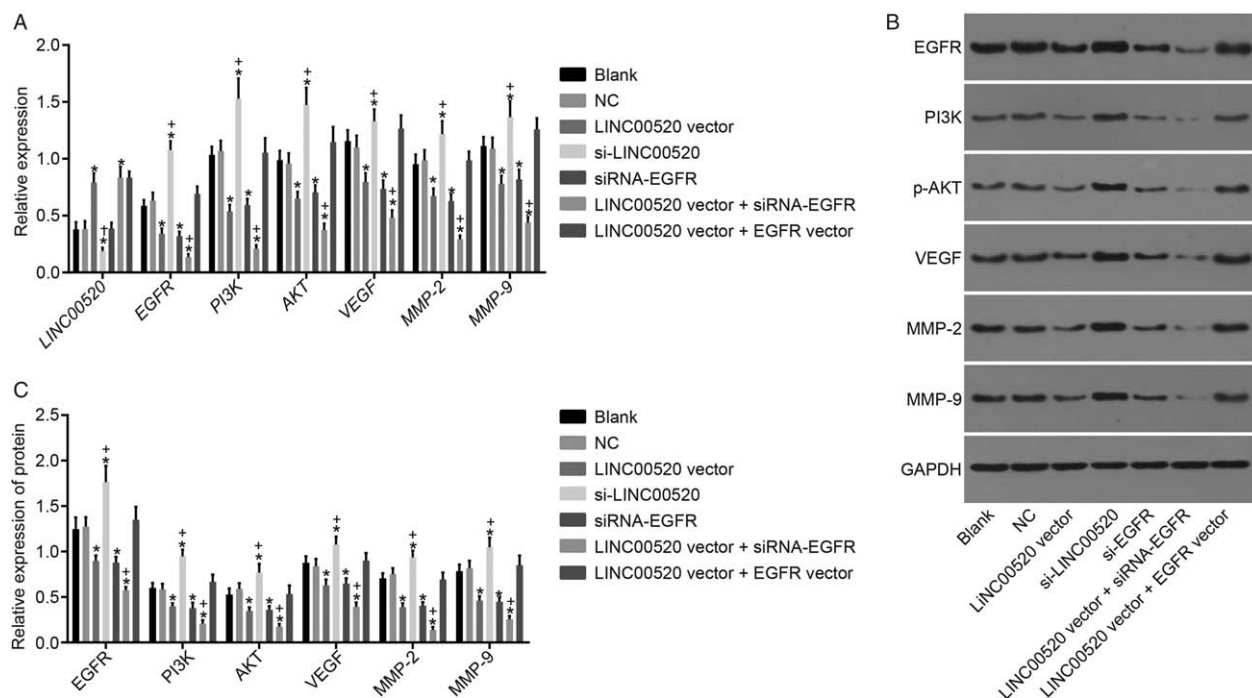 A
Relative expression
2.0
1.5
1.0
0.5
0.0
LINC00520
EGFR
PI3K
AKT
VEGF
MMP-2
MMP-9
Blank
NC
LINC00520 vector
si-LINC00520
siRNA-EGFR
LINC00520 vector + siRNA-EGFR
LINC00520 vector + EGFR vector
B
EGFR
PI3K
p-AKT
VEGF
MMP-2
MMP-9
GAPDH
Blank
NC
LiNC00520 vector
si-LINC00520
si-EGFR
LINC00520 vector + siRNA-EGFR
LINC00520 vector + EGFR vector
C
Relative expression of protein
2.5
2.0
1.5
1.0
0.5
0.0
EGFR
PI3K
AKT
VEGF
MMP-2
MMP-9
Blank
NC
LINC00520 vector
si-LINC00520
siRNA-EGFR
LINC00520 vector + siRNA-EGFR
LINC00520 vector + EGFR vector